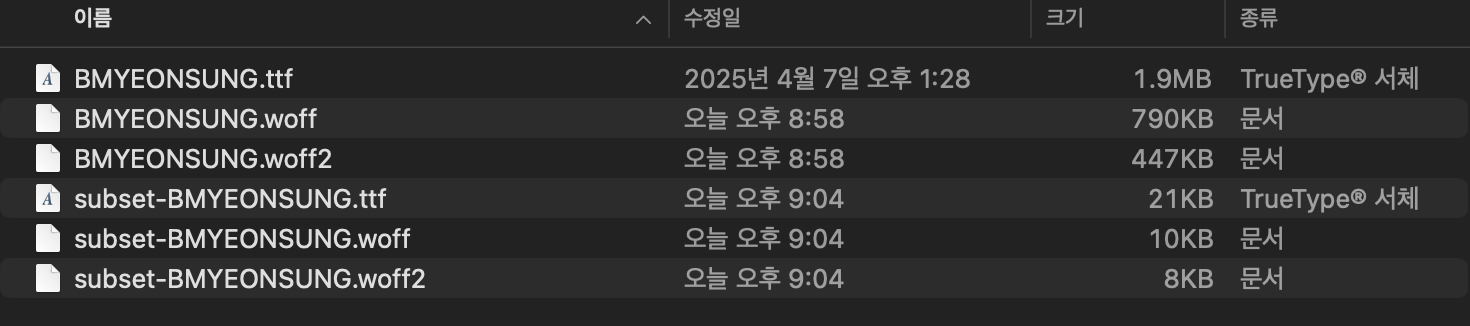 이름 수정일 크기 종류
BMYEONSUNG.ttf 2025년 4월 7일 오후 1:28 1.9MB TrueType® 서체
BMYEONSUNG.woff 오늘 오후 8:58 790KB 문서
BMYEONSUNG.woff2 오늘 오후 8:58 447KB 문서
subset-BMYEONSUNG.ttf 오늘 오후 9:04 21KB TrueType® 서체
subset-BMYEONSUNG.woff 오늘 오후 9:04 10KB 문서
subset-BMYEONSUNG.woff2 오늘 오후 9:04 8KB 문서